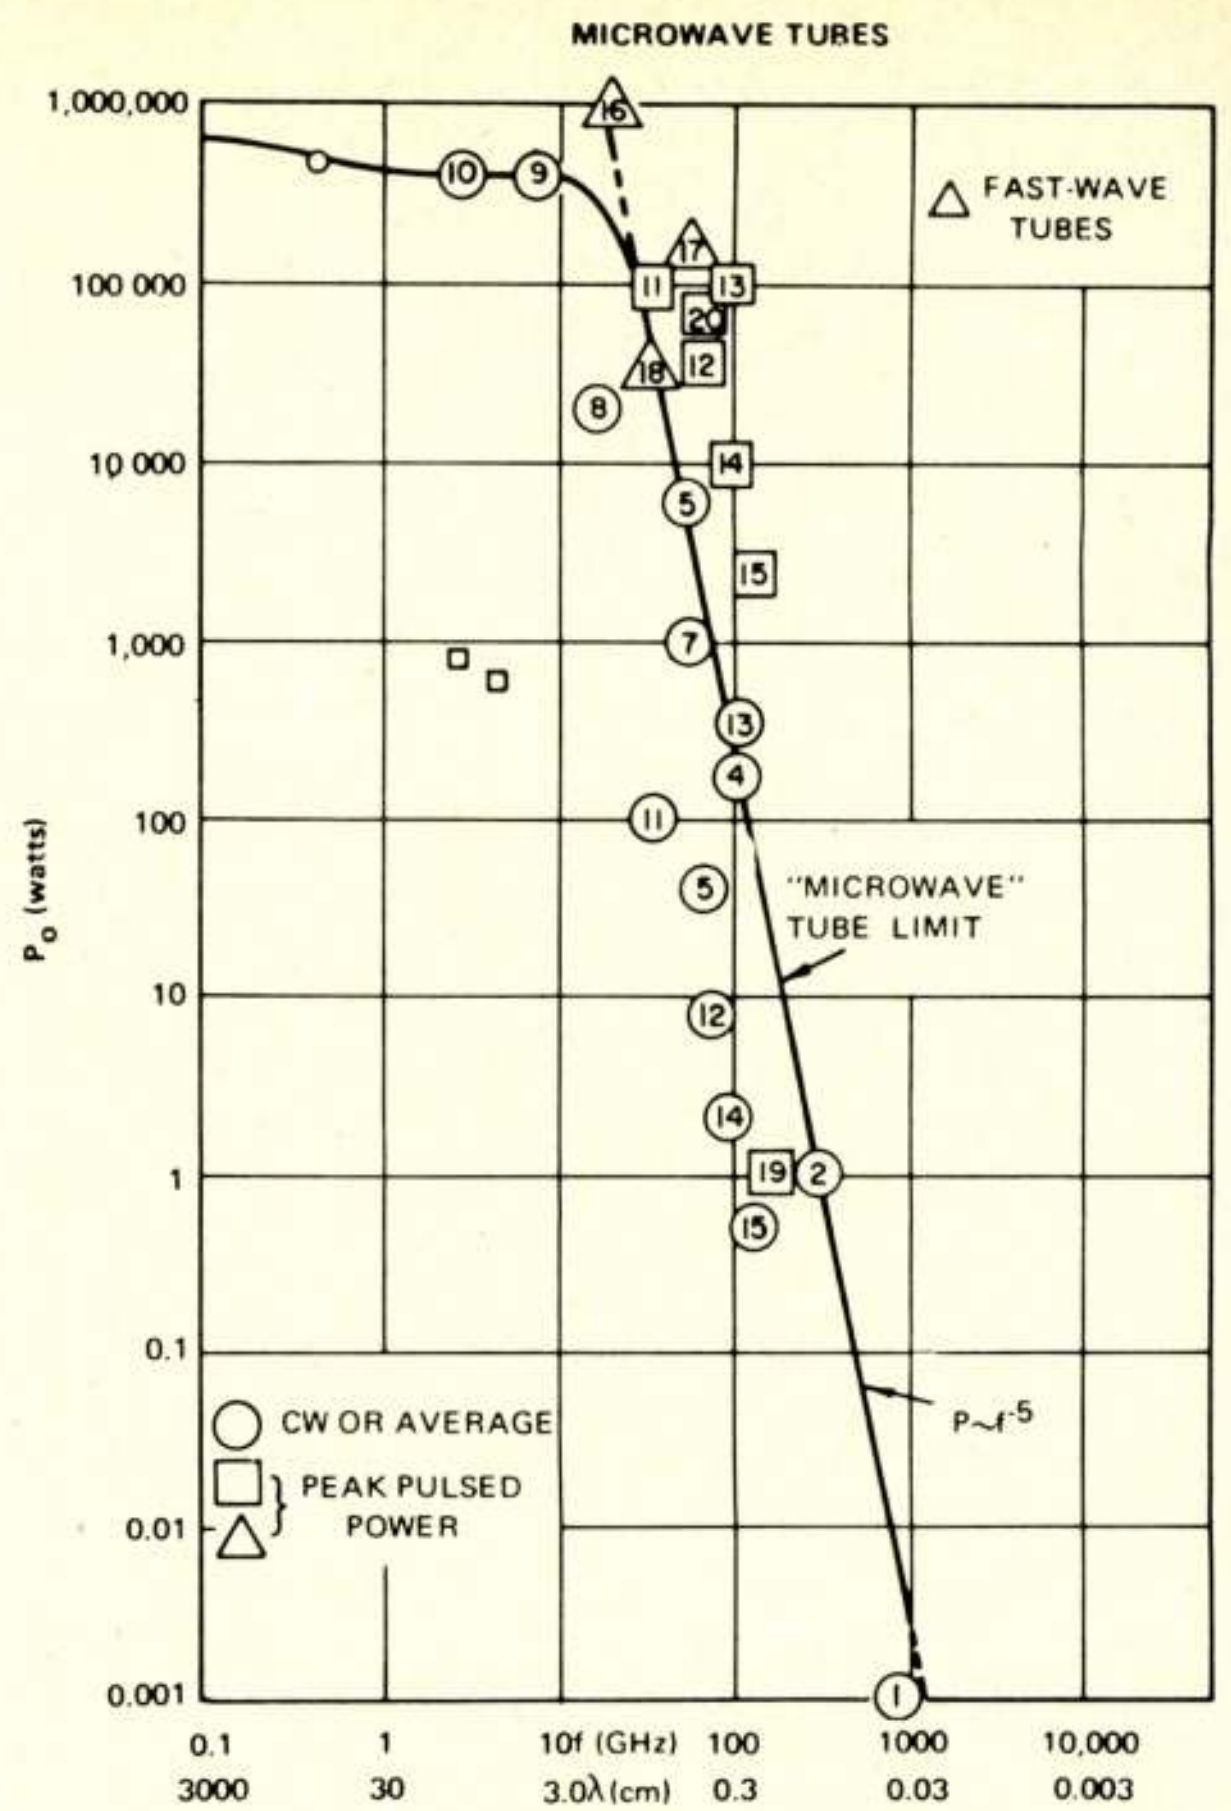 MICROWAVE TUBES
1,000,000
16
10
9
FAST-WAVE
TUBES
17
100 000
11
13
20
12
18
8
10 000
14
5
15
1,000
7
13
4
100
11
5
"MICROWAVE"
TUBE LIMIT
P₀ (watts)
10
12
14
1
19
2
15
0.1
CW OR AVERAGE
P~f⁻⁵
PEAK PULSED
POWER
0.01
0.001
1
0.1 1 10f (GHz) 100 1000 10,000
3000 30 3.0λ(cm) 0.3 0.03 0.003